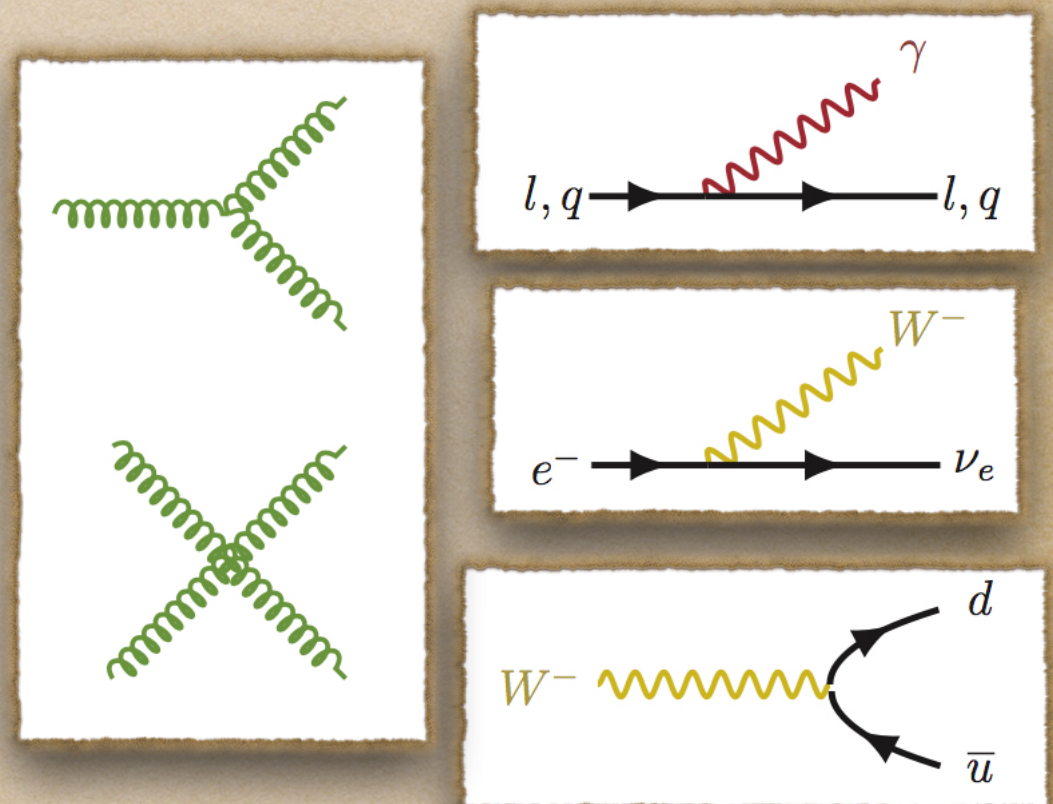 γ
l, q l, q
W⁻
e⁻ νₑ
d
W⁻
u̅